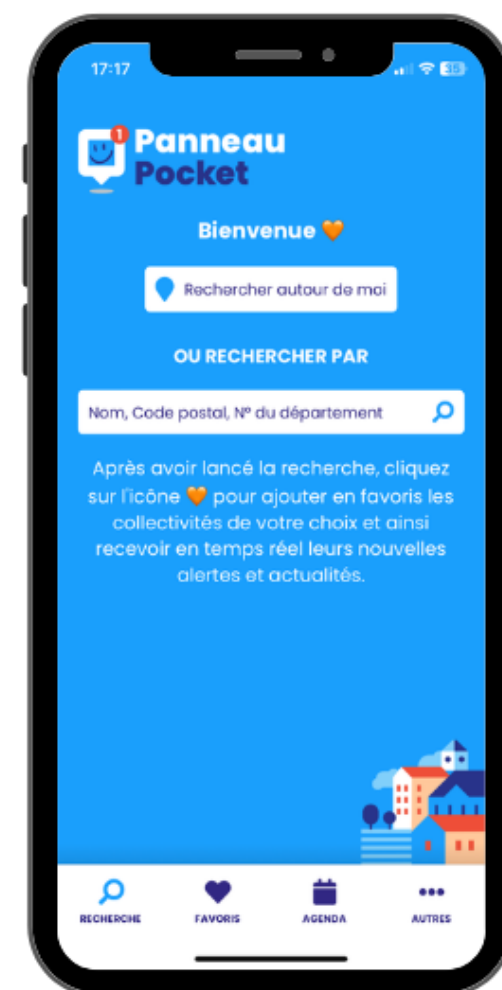 17:17
36
1
Panneau
Pocket
Bienvenue 🧡
Rechercher autour de moi
OU RECHERCHER PAR
Nom, Code postal, N° du département
Après avoir lancé la recherche, cliquez
sur l'icône 🧡 pour ajouter en favoris les
collectivités de votre choix et ainsi
recevoir en temps réel leurs nouvelles
alertes et actualités.
RECHERCHE FAVORIS AGENDA AUTRES